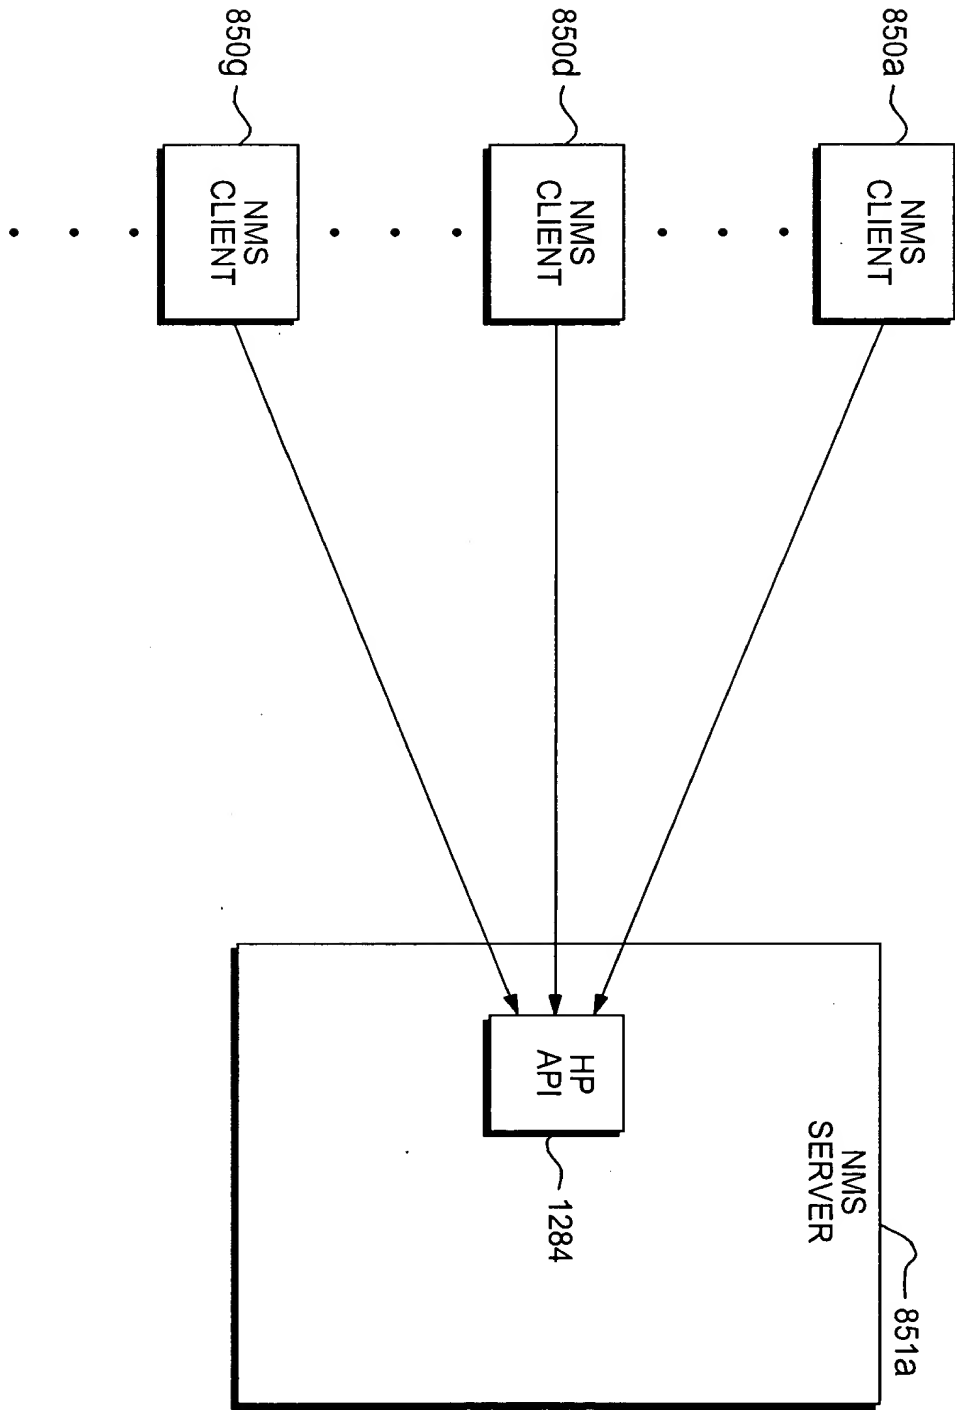 850a
NMS
CLIENT
850d
NMS
CLIENT
850g
NMS
CLIENT
851a
NMS
SERVER
HP
API
1284